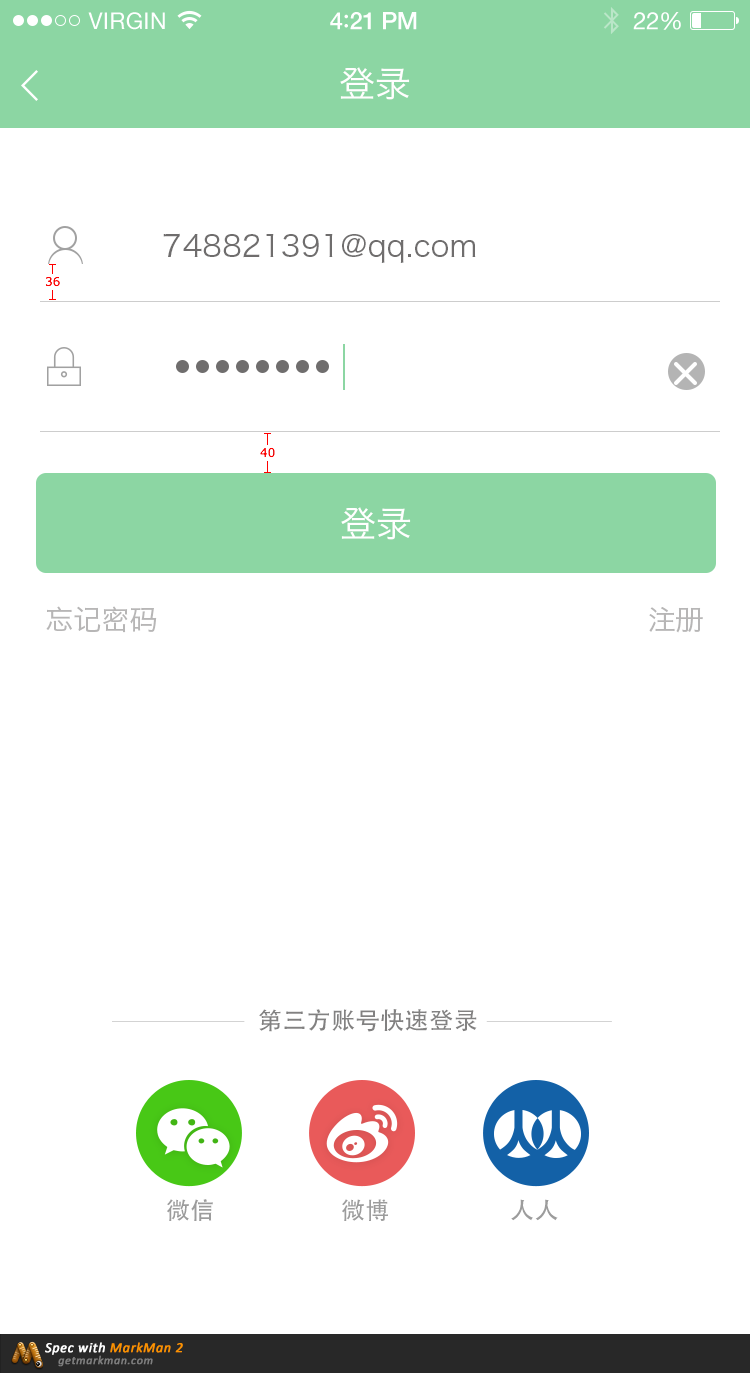 VIRGIN 4:21 PM 22%
登录
748821391@qq.com
36
40
登录
忘记密码 注册
第三方账号快速登录
微信 微博 人人
Spec with MarkMan 2
getmarkman.com